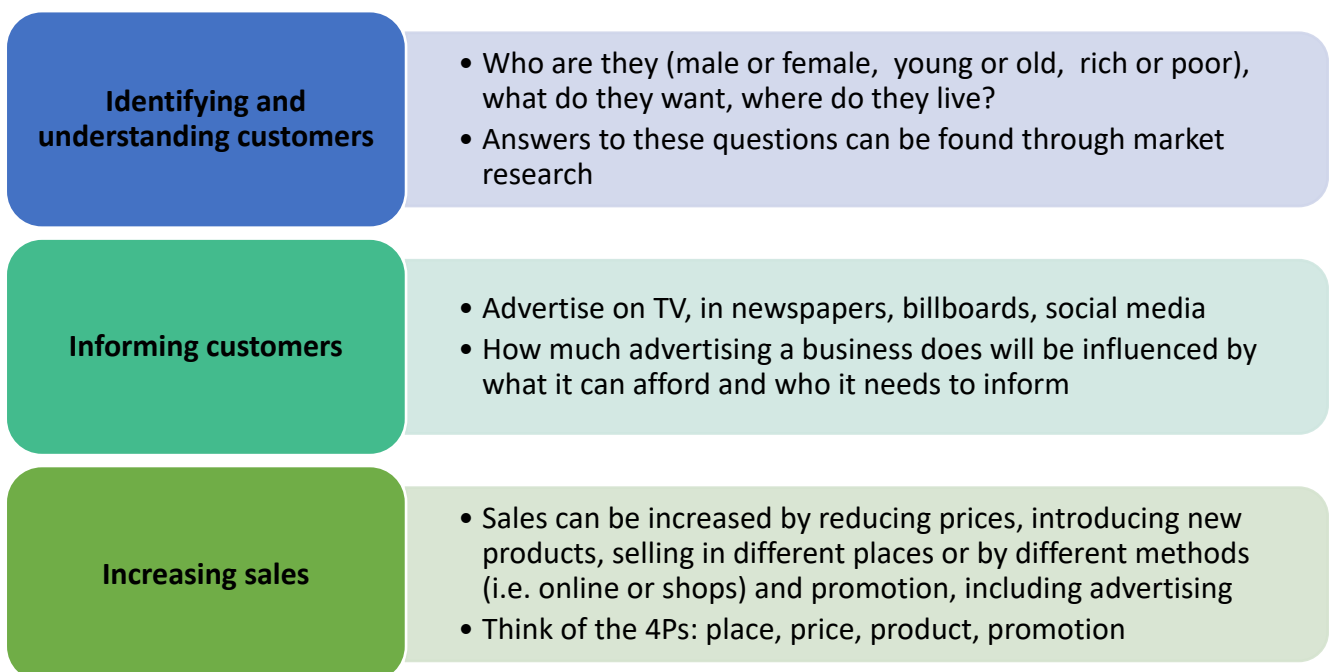 Identifying and
understanding customers
• Who are they (male or female,  young or old,  rich or poor),
what do they want, where do they live?
• Answers to these questions can be found through market
research
Informing customers
• Advertise on TV, in newspapers, billboards, social media
• How much advertising a business does will be influenced by
what it can afford and who it needs to inform
Increasing sales
• Sales can be increased by reducing prices, introducing new
products, selling in different places or by different methods
(i.e. online or shops) and promotion, including advertising
• Think of the 4Ps: place, price, product, promotion